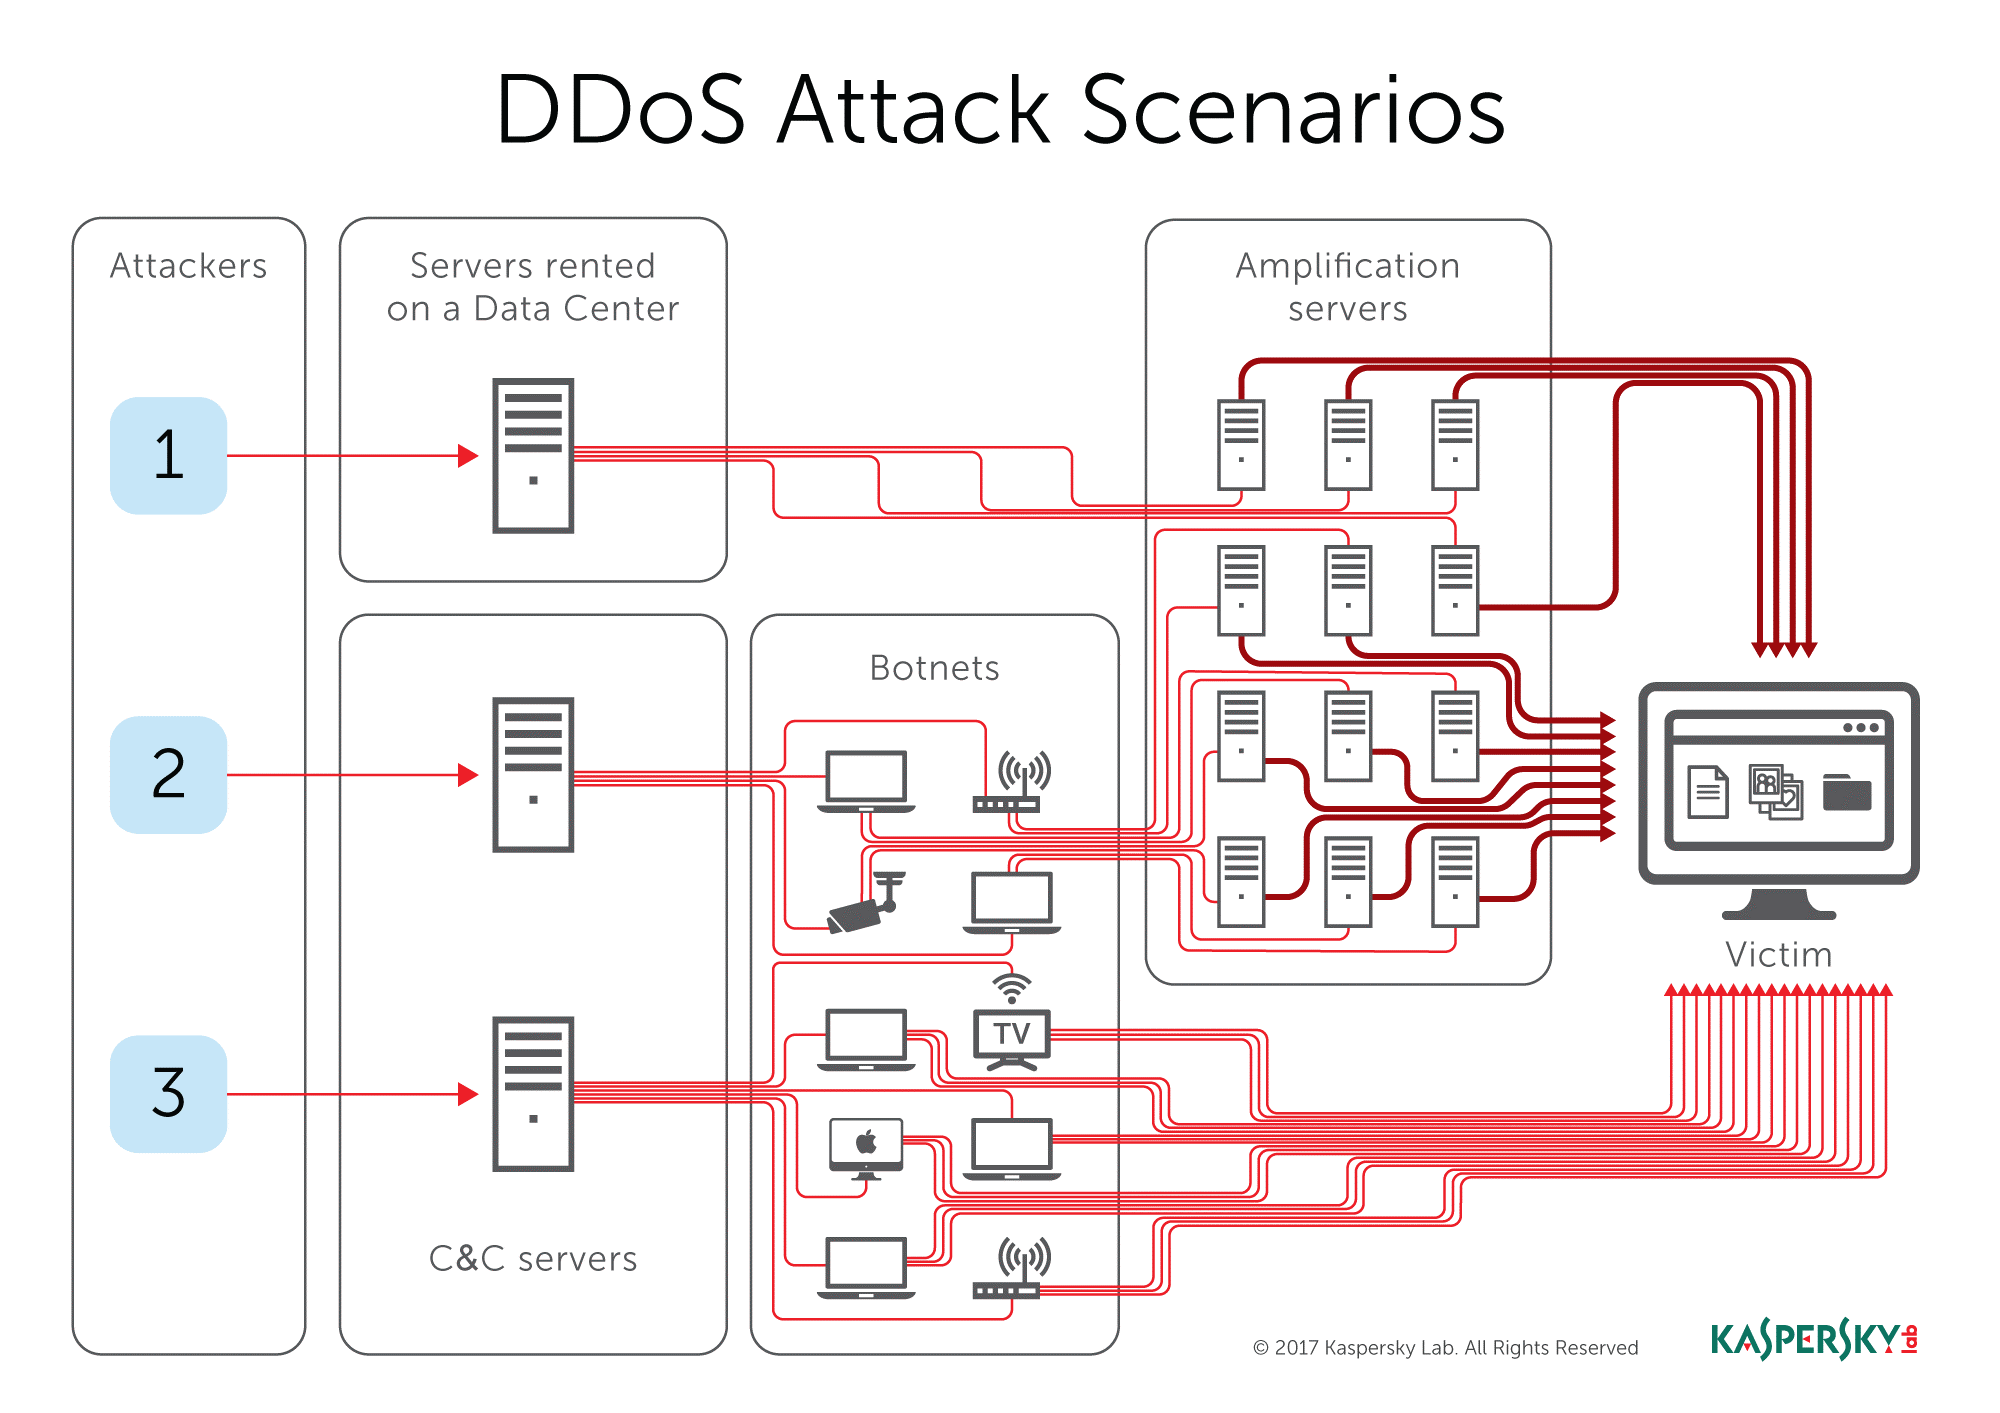 DDoS Attack Scenarios
Attackers
Servers rented
on a Data Center
Amplification
servers
1
Botnets
2
Victim
TV
3
C&C servers
© 2017 Kaspersky Lab. All Rights Reserved
KASPERSKY lab